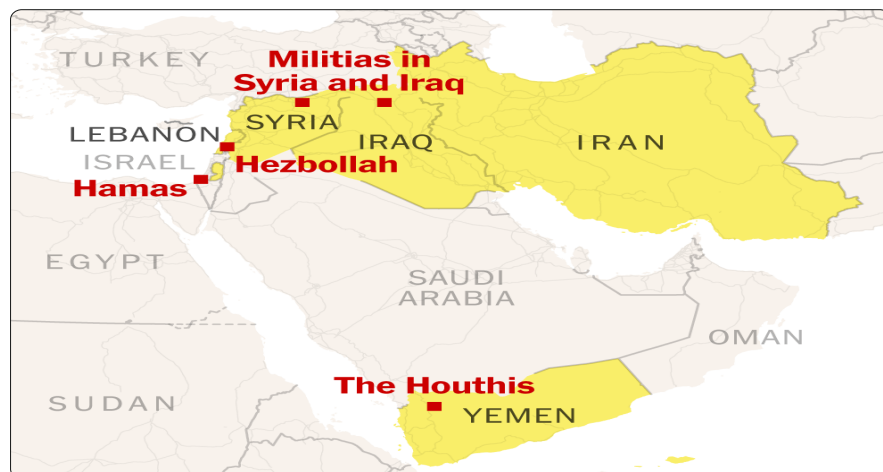 TURKEY
Militias in
Syria and Iraq
LEBANON
SYRIA
IRAQ
IRAN
ISRAEL
Hezbollah
Hamas
EGYPT
SAUDI
ARABIA
OMAN
The Houthis
SUDAN
YEMEN